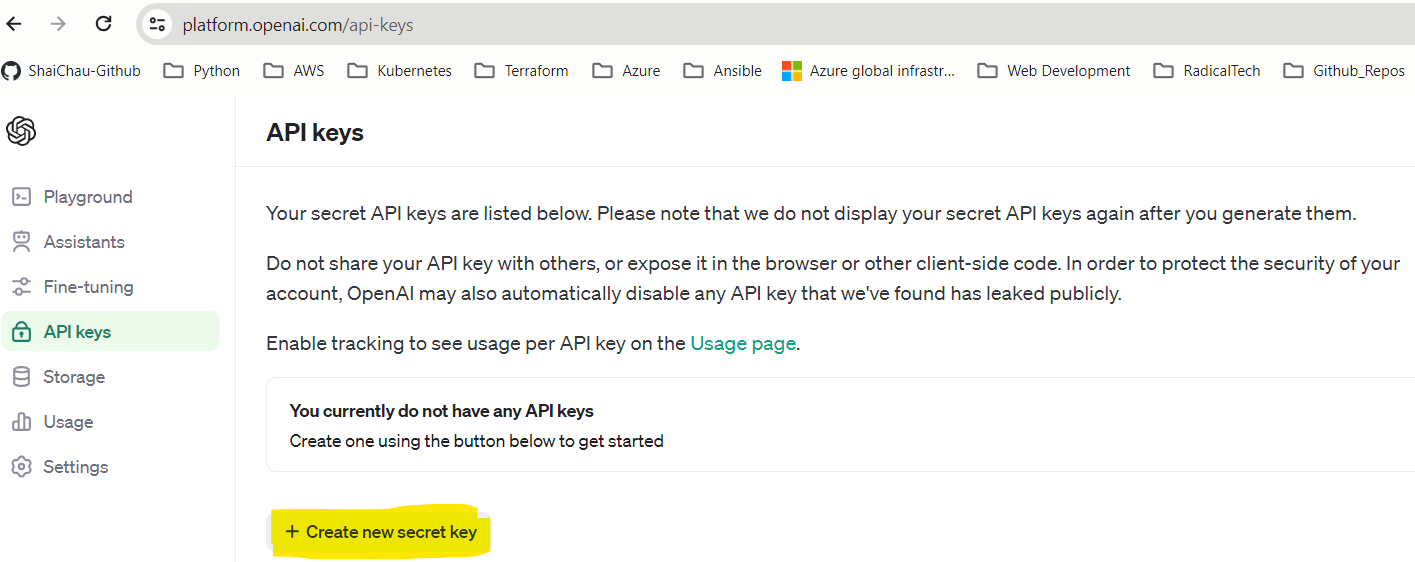 platform.openai.com/api-keys
ShaiChau-Github Python AWS Kubernetes Terraform Azure Ansible Azure global infrastr... Web Development RadicalTech Github_Repos
API keys
Playground
Assistants
Fine-tuning
API keys
Storage
Usage
Settings
Your secret API keys are listed below. Please note that we do not display your secret API keys again after you generate them.
Do not share your API key with others, or expose it in the browser or other client-side code. In order to protect the security of your
account, OpenAI may also automatically disable any API key that we've found has leaked publicly.
Enable tracking to see usage per API key on the Usage page.
You currently do not have any API keys
Create one using the button below to get started
+ Create new secret key